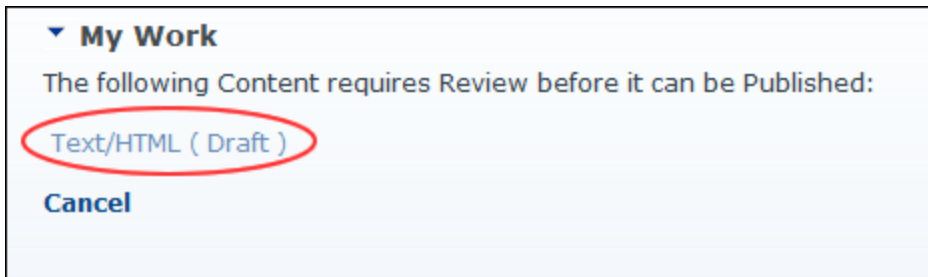 My Work
The following Content requires Review before it can be Published:
Text/HTML ( Draft )
Cancel